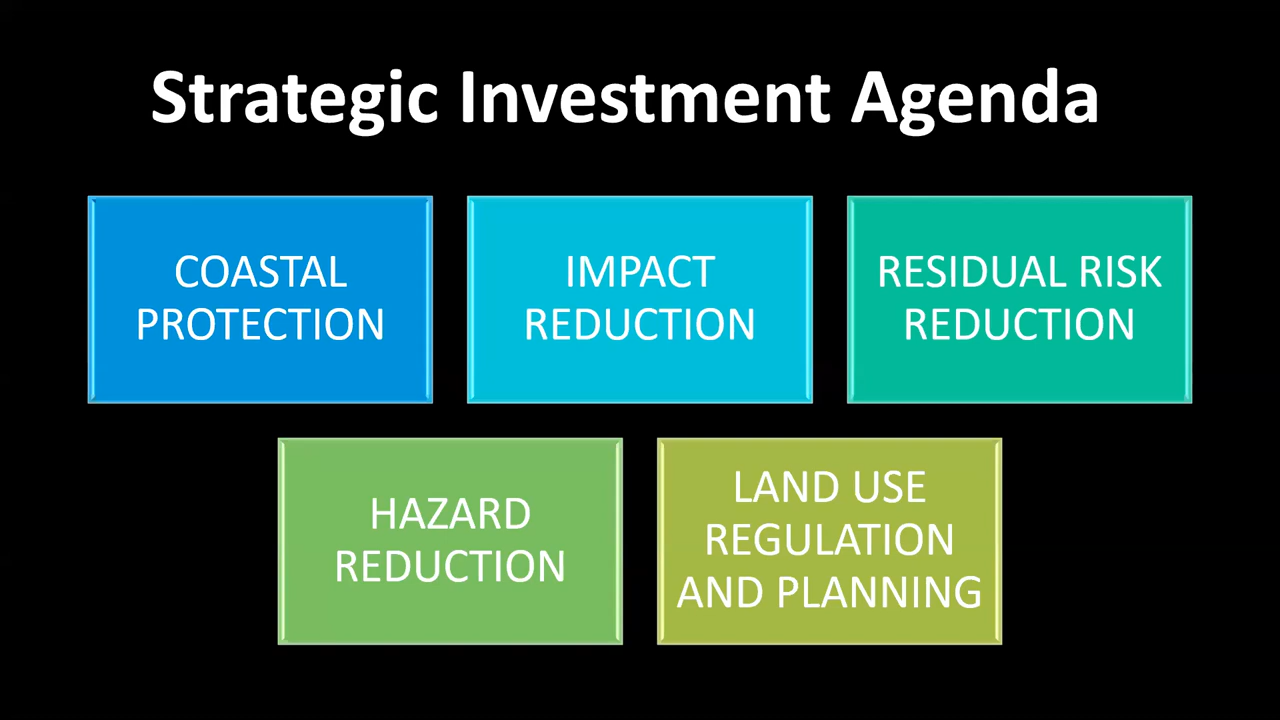 Strategic Investment Agenda
COASTAL
PROTECTION
IMPACT
REDUCTION
RESIDUAL RISK
REDUCTION
HAZARD
REDUCTION
LAND USE
REGULATION
AND PLANNING